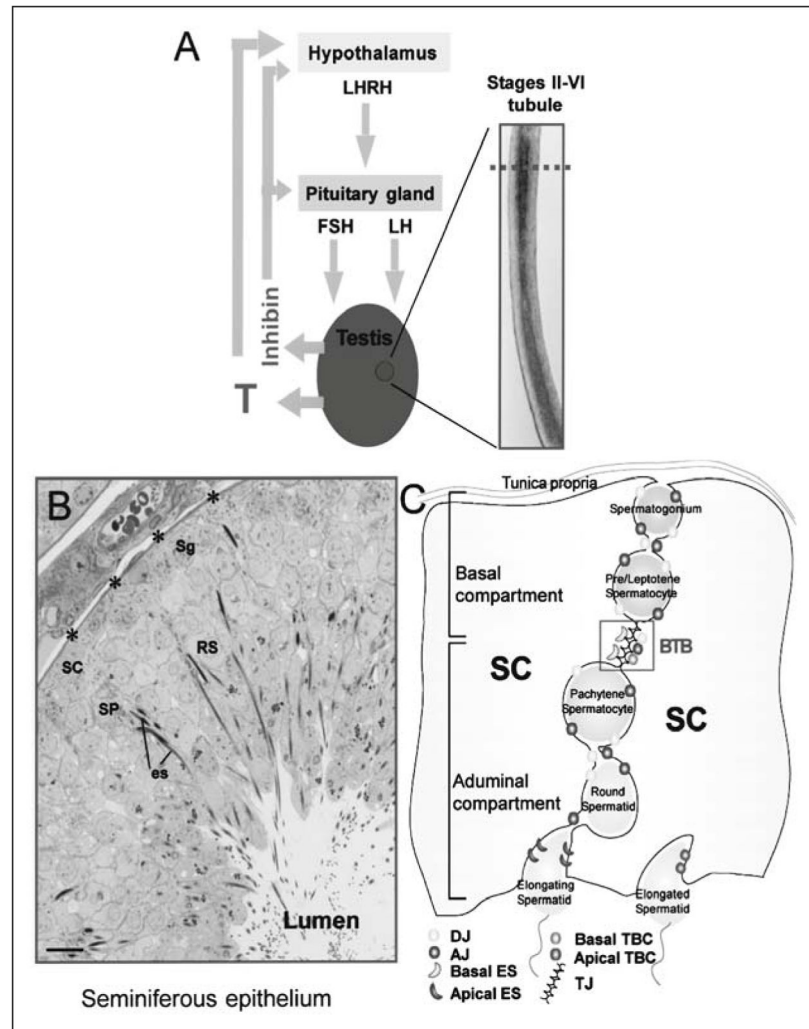 A
Hypothalamus
LHRH
Pituitary gland
FSH LH
Testis
Inhibin
T
Stages II-VI
tubule
B
Sg
SC
RS
SP
es
Lumen
Seminiferous epithelium
C
Tunica propria
Spermatogonium
Basal
compartment
Pre/Leptotene
Spermatocyte
BTB
SC
SC
Pachytene
Spermatocyte
Aduminal
compartment
Round
Spermatid
Elongating
Spermatid
Elongated
Spermatid
DJ
AJ
Basal ES
Apical ES
Basal TBC
Apical TBC
TJ